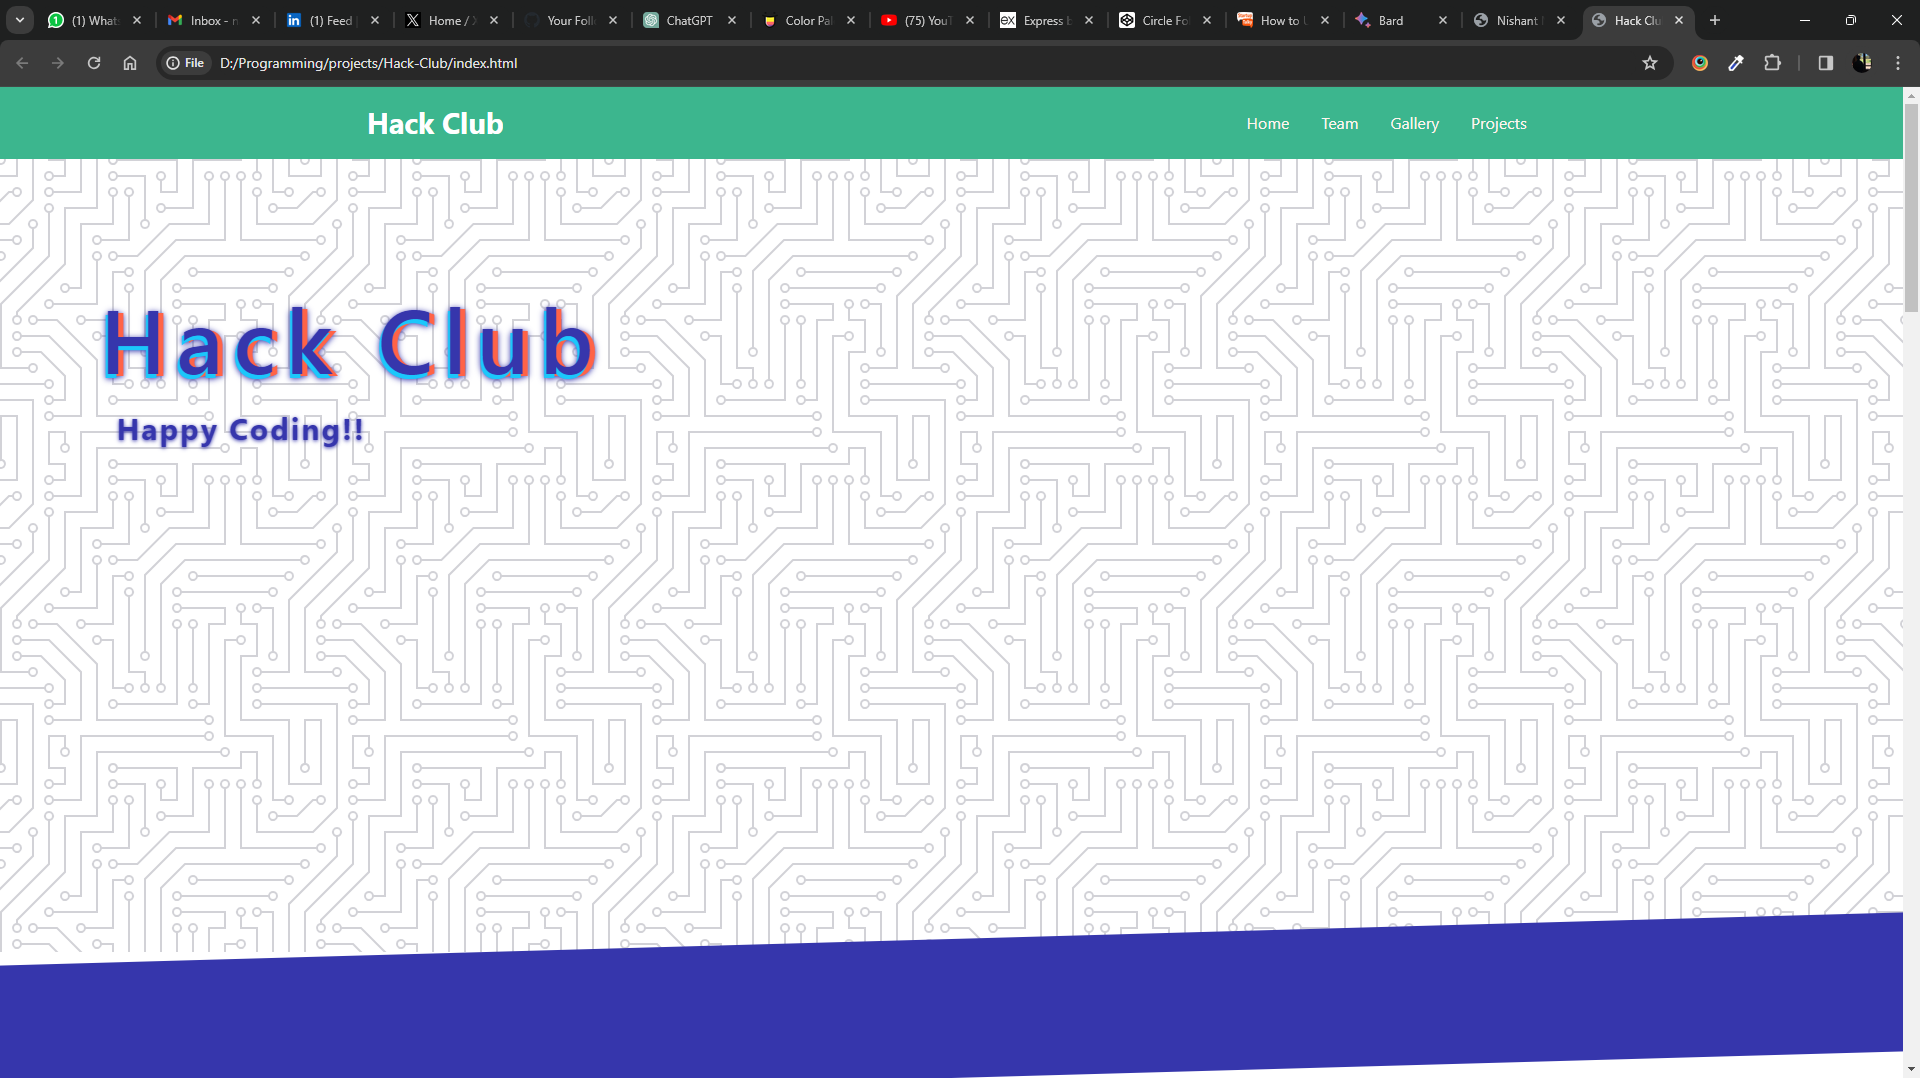 (1) Whats
Inbox - n
(1) Feed |
Home / X
Your Foll
ChatGPT
Color Pal
(75) YouT
Express b
Circle Fo
How to U
Bard
Nishant
Hack Clu
File
D:/Programming/projects/Hack-Club/index.html
Hack Club
Home
Team
Gallery
Projects
Hack Club
Happy Coding!!